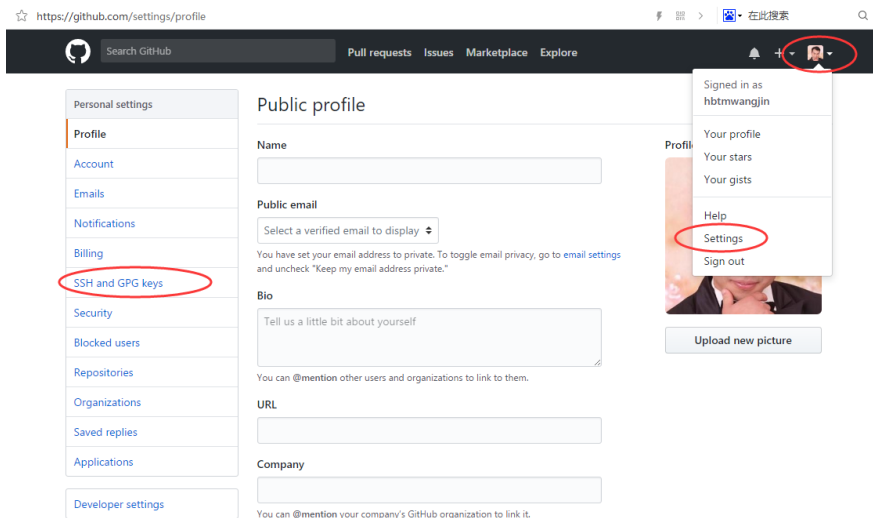 https://github.com/settings/profile
在此搜索
Search GitHub
Pull requests Issues Marketplace Explore
Signed in as
hbtmwangjin
Your profile
Your stars
Your gists
Help
Settings
Sign out
Personal settings
Profile
Account
Emails
Notifications
Billing
SSH and GPG keys
Security
Blocked users
Repositories
Organizations
Saved replies
Applications
Developer settings
Public profile
Name
Public email
Select a verified email to display
You have set your email address to private. To toggle email privacy, go to email settings
and uncheck "Keep my email address private."
Bio
Tell us a little bit about yourself
You can @mention other users and organizations to link to them.
URL
Company
You can @mention your company's GitHub organization to link it.
Upload new picture